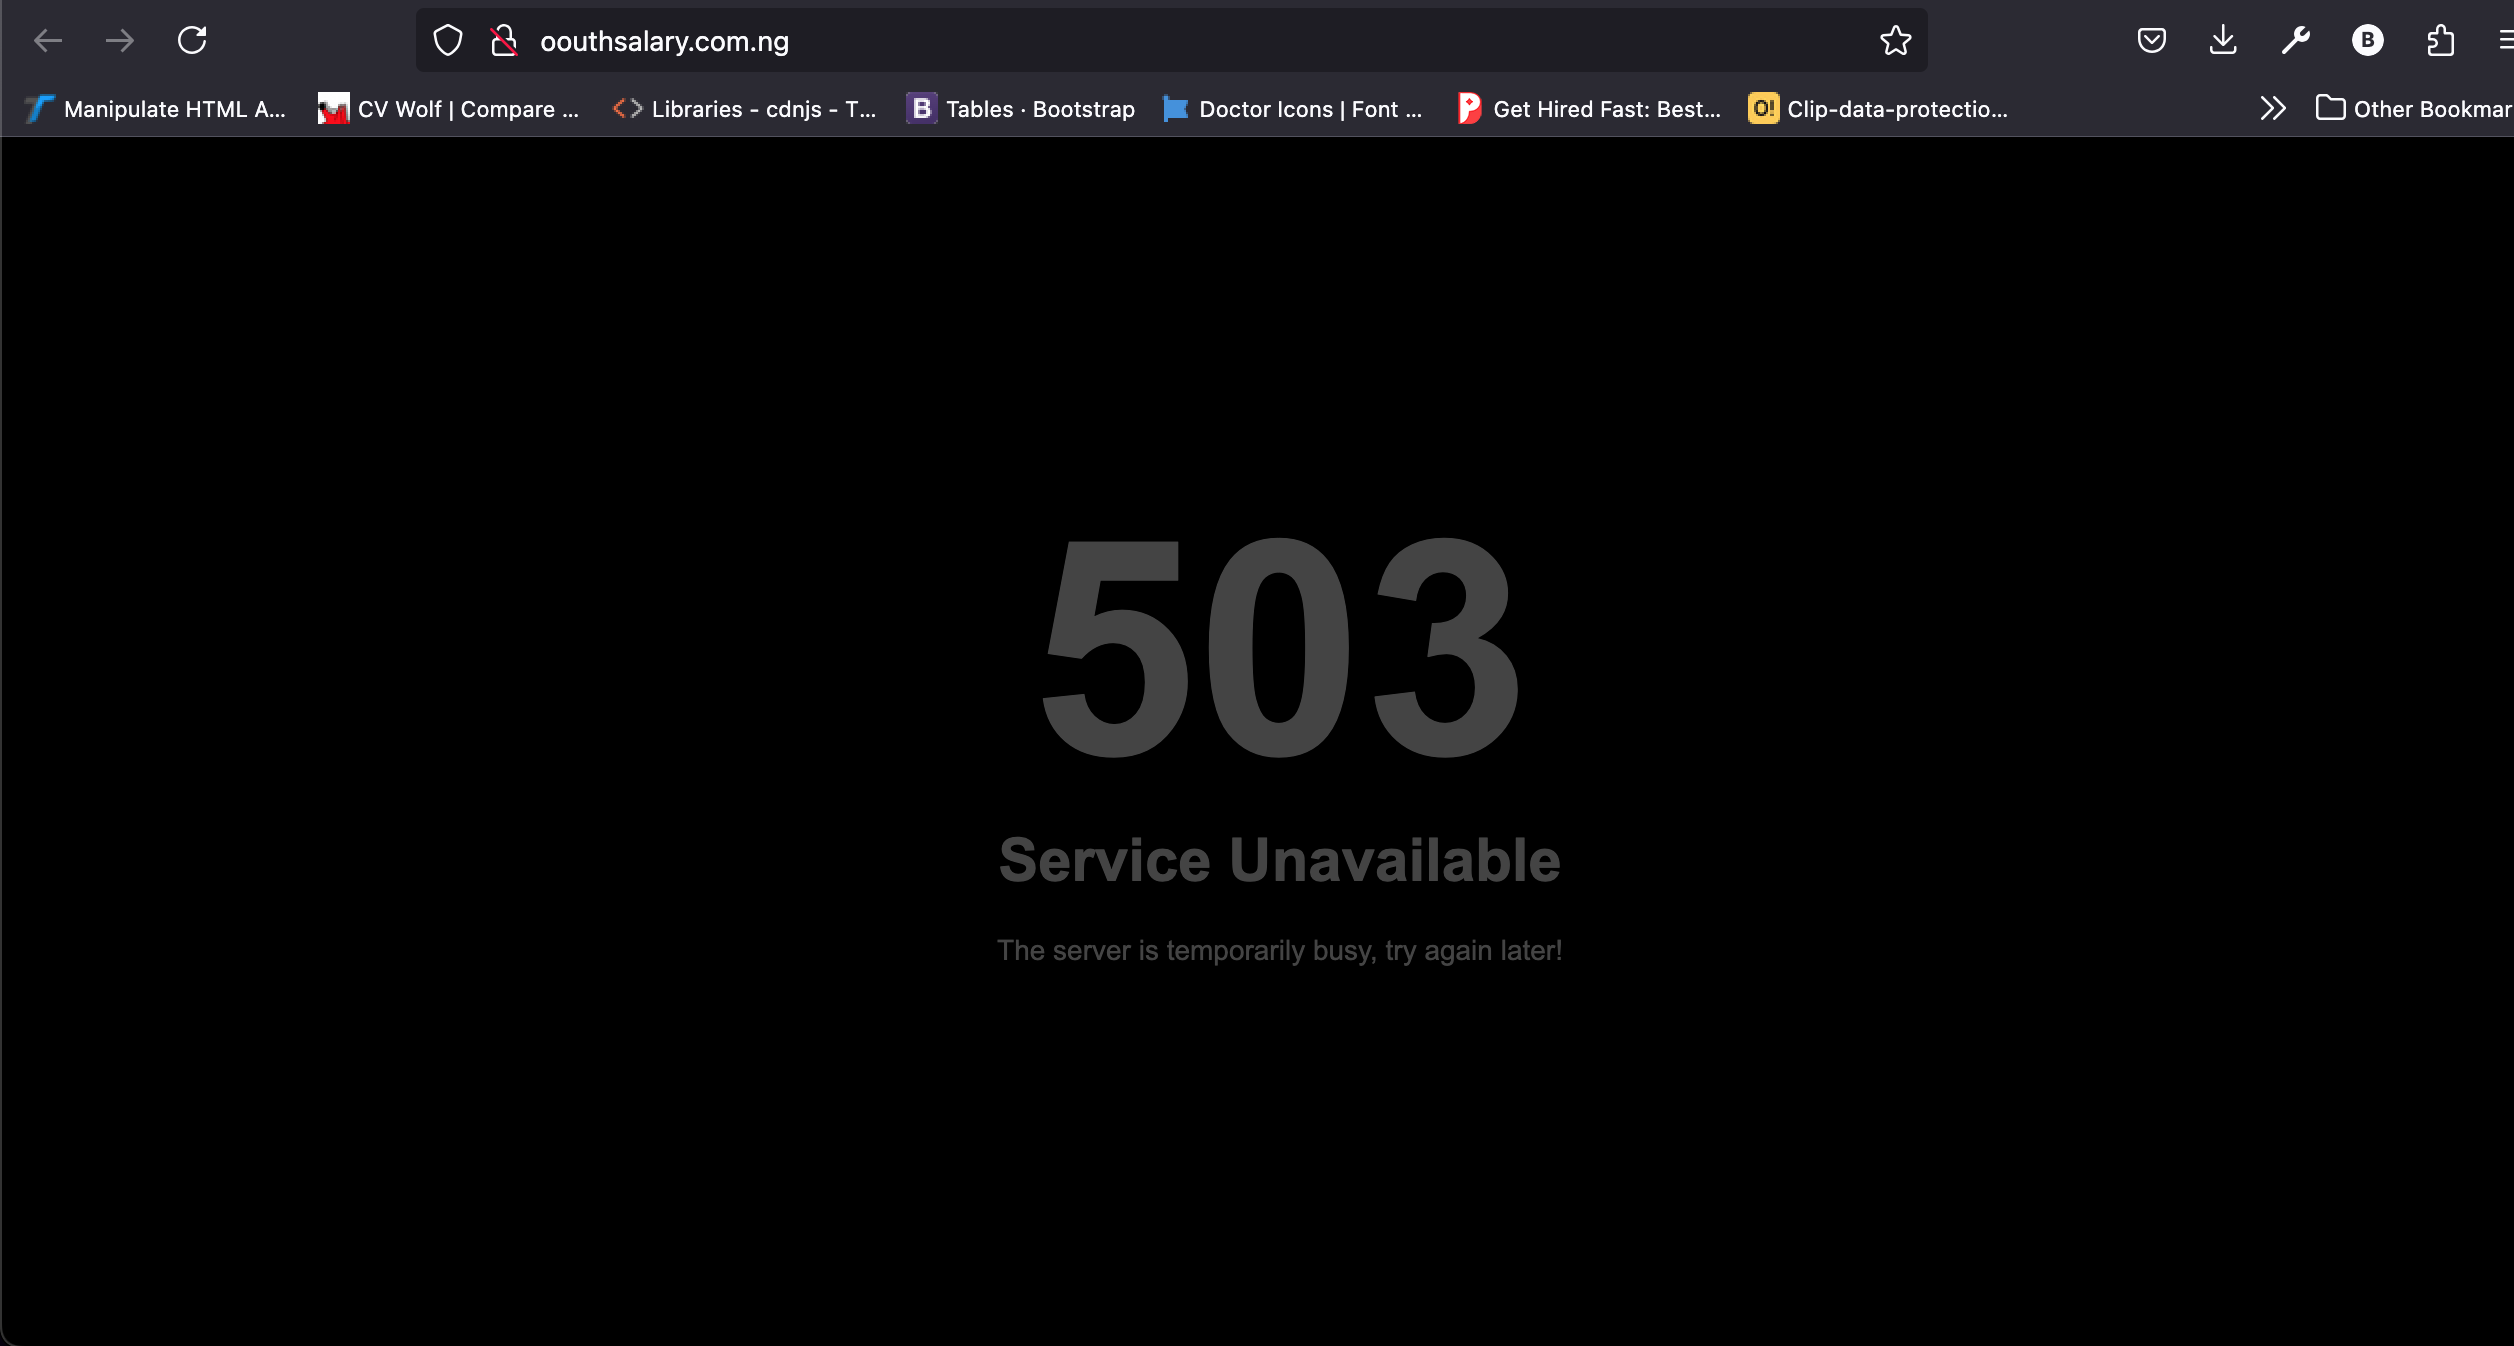 oouthsalary.com.ng
B
Manipulate HTML A...
CV Wolf | Compare ...
Libraries - cdnjs - T...
B Tables · Bootstrap
Doctor Icons | Font ...
Get Hired Fast: Best...
O! Clip-data-protectio...
Other Bookmar
503
Service Unavailable
The server is temporarily busy, try again later!